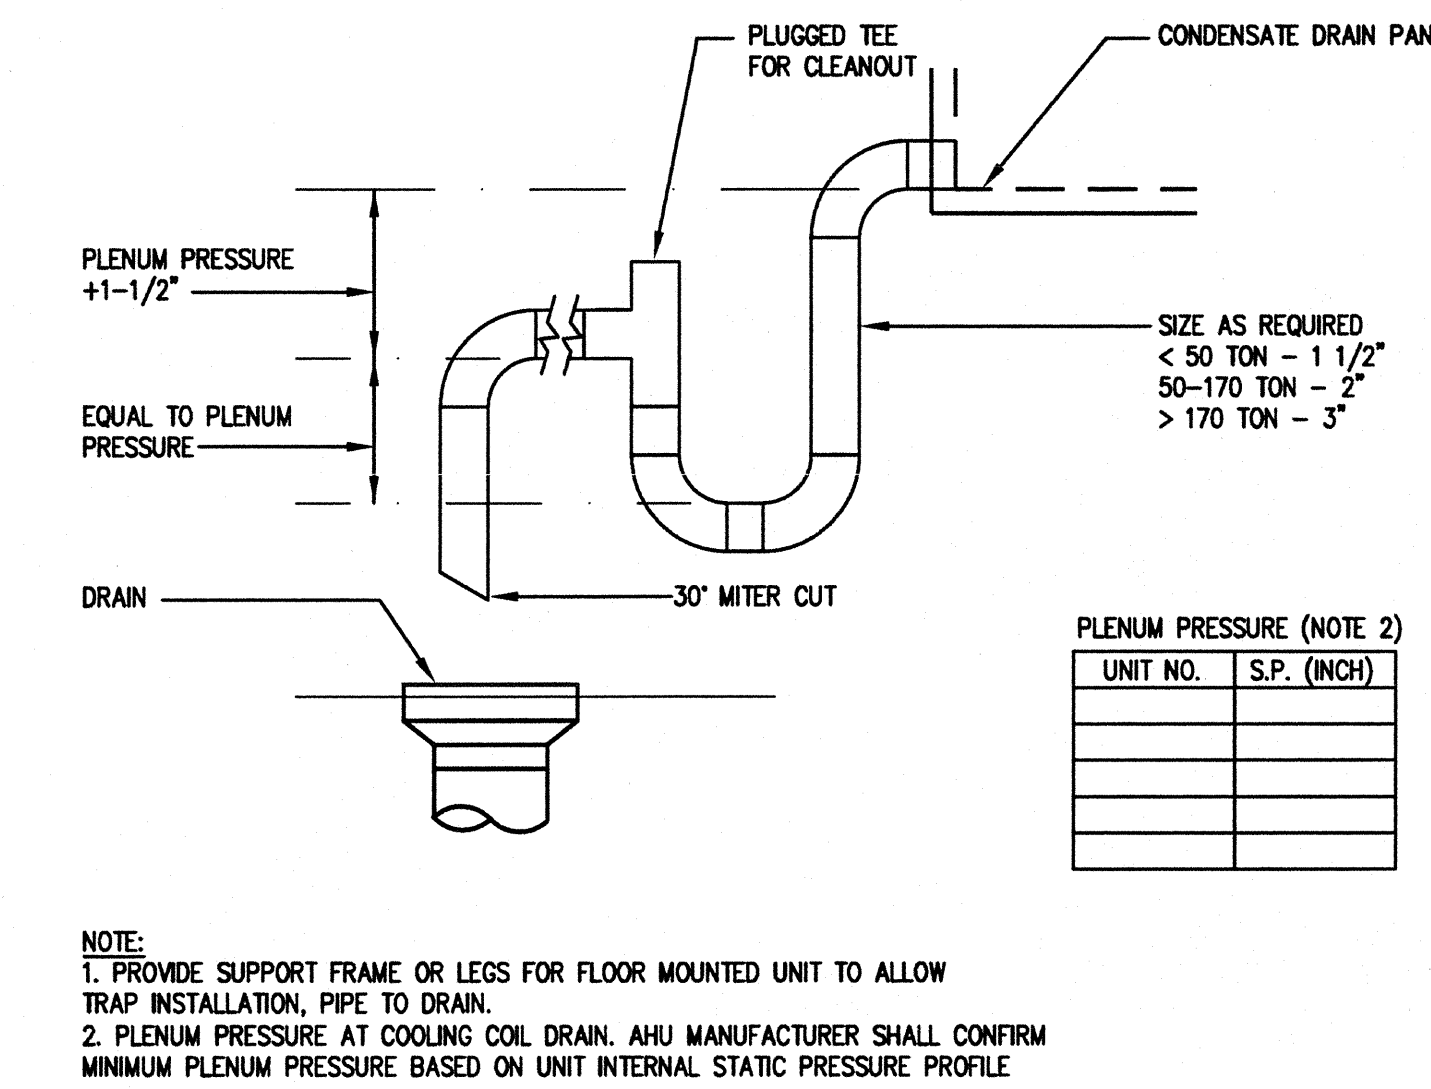 PLUGGED TEE
FOR CLEANOUT
CONDENSATE DRAIN PAN
PLENUM PRESSURE
+1-1/2"
SIZE AS REQUIRED
< 50 TON - 1 1/2"
50-170 TON - 2"
> 170 TON - 3"
EQUAL TO PLENUM
PRESSURE
DRAIN
30° MITER CUT
PLENUM PRESSURE (NOTE 2)
UNIT NO. S.P. (INCH)
NOTE:
1. PROVIDE SUPPORT FRAME OR LEGS FOR FLOOR MOUNTED UNIT TO ALLOW
TRAP INSTALLATION, PIPE TO DRAIN.
2. PLENUM PRESSURE AT COOLING COIL DRAIN. AHU MANUFACTURER SHALL CONFIRM
MINIMUM PLENUM PRESSURE BASED ON UNIT INTERNAL STATIC PRESSURE PROFILE